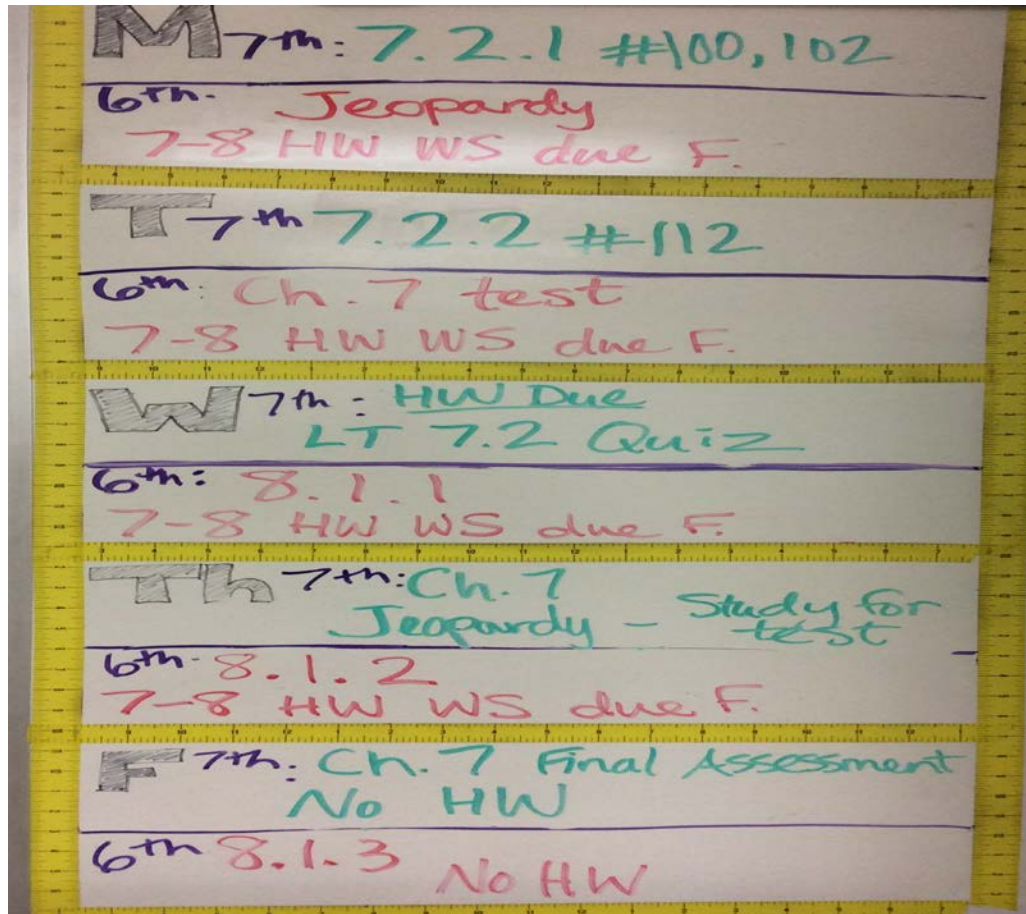 M 7th: 7.2.1 #100, 102
6th. Jeopardy
7-8 HW WS due F.
T 7th 7.2.2 #112
6th: Ch. 7 test
7-8 HW WS due F.
W 7th: HW Due
LT 7.2 Quiz
6th: 8.1.1
7-8 HW WS due F.
Th 7th: Ch. 7
Jeopardy - Study for
test
6th. 8.1.2
7-8 HW WS due F.
F 7th: Ch. 7 Final Assessment
No HW
6th 8.1.3
No HW